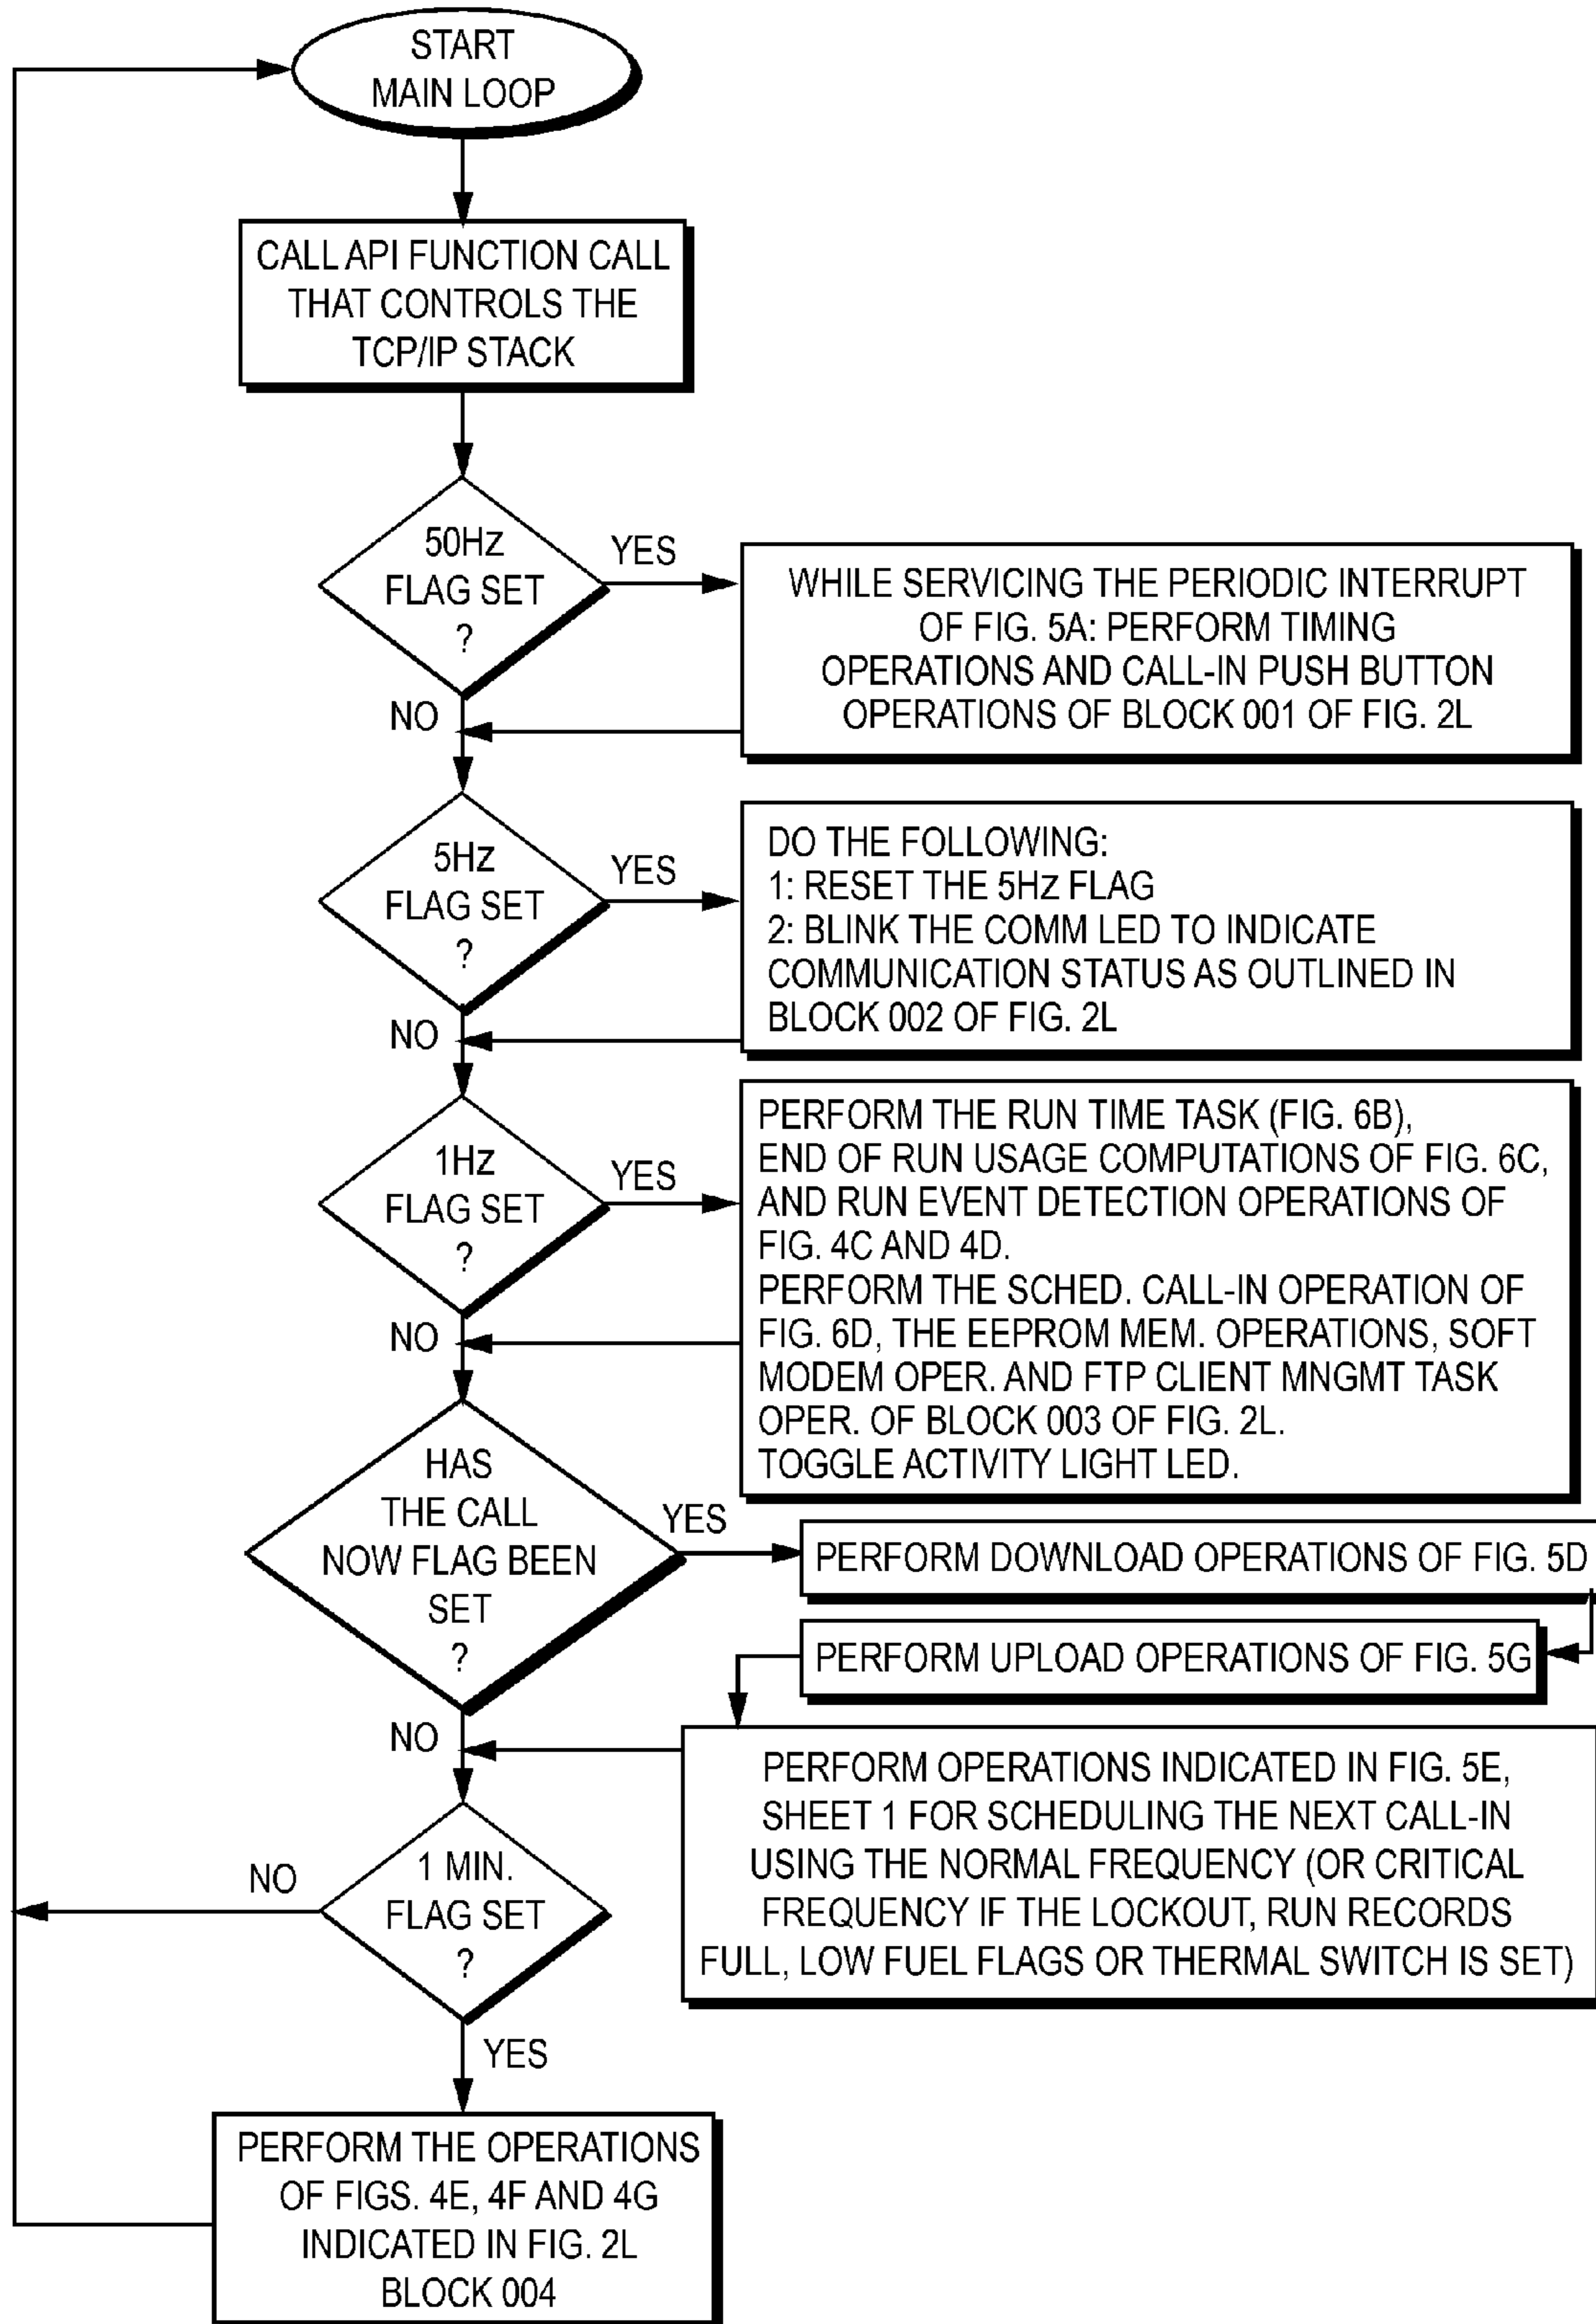 START
MAIN LOOP
CALL API FUNCTION CALL
THAT CONTROLS THE
TCP/IP STACK
50Hz
FLAG SET
?
YES
WHILE SERVICING THE PERIODIC INTERRUPT
OF FIG. 5A: PERFORM TIMING
OPERATIONS AND CALL-IN PUSH BUTTON
OPERATIONS OF BLOCK 001 OF FIG. 2L
NO
5Hz
FLAG SET
?
YES
DO THE FOLLOWING:
1: RESET THE 5Hz FLAG
2: BLINK THE COMM LED TO INDICATE
COMMUNICATION STATUS AS OUTLINED IN
BLOCK 002 OF FIG. 2L
NO
1Hz
FLAG SET
?
YES
PERFORM THE RUN TIME TASK (FIG. 6B),
END OF RUN USAGE COMPUTATIONS OF FIG. 6C,
AND RUN EVENT DETECTION OPERATIONS OF
FIG. 4C AND 4D.
PERFORM THE SCHED. CALL-IN OPERATION OF
FIG. 6D, THE EEPROM MEM. OPERATIONS, SOFT
MODEM OPER. AND FTP CLIENT MNGMT TASK
OPER. OF BLOCK 003 OF FIG. 2L.
TOGGLE ACTIVITY LIGHT LED.
NO
HAS
THE CALL
NOW FLAG BEEN
SET
?
YES
PERFORM DOWNLOAD OPERATIONS OF FIG. 5D
PERFORM UPLOAD OPERATIONS OF FIG. 5G
PERFORM OPERATIONS INDICATED IN FIG. 5E,
SHEET 1 FOR SCHEDULING THE NEXT CALL-IN
USING THE NORMAL FREQUENCY (OR CRITICAL
FREQUENCY IF THE LOCKOUT, RUN RECORDS
FULL, LOW FUEL FLAGS OR THERMAL SWITCH IS SET)
NO
1 MIN.
FLAG SET
?
NO
YES
PERFORM THE OPERATIONS
OF FIGS. 4E, 4F AND 4G
INDICATED IN FIG. 2L
BLOCK 004